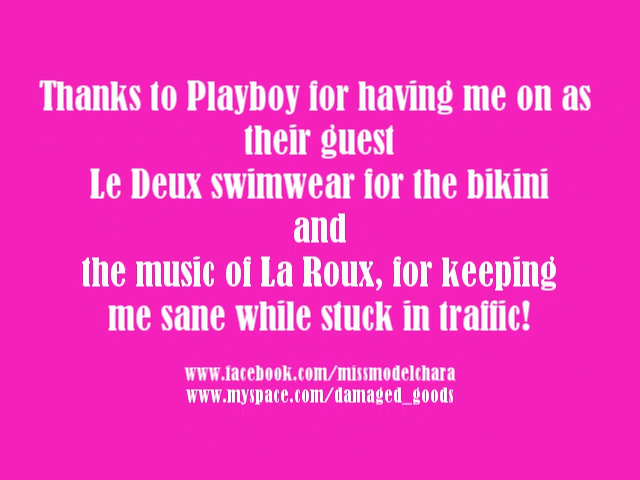 Thanks to Playboy for having me on as
their guest
Le Deux swimwear for the bikini
and
the music of La Roux, for keeping
me sane while stuck in traffic!
www.facebook.com/missmodelchara
www.myspace.com/damaged_goods